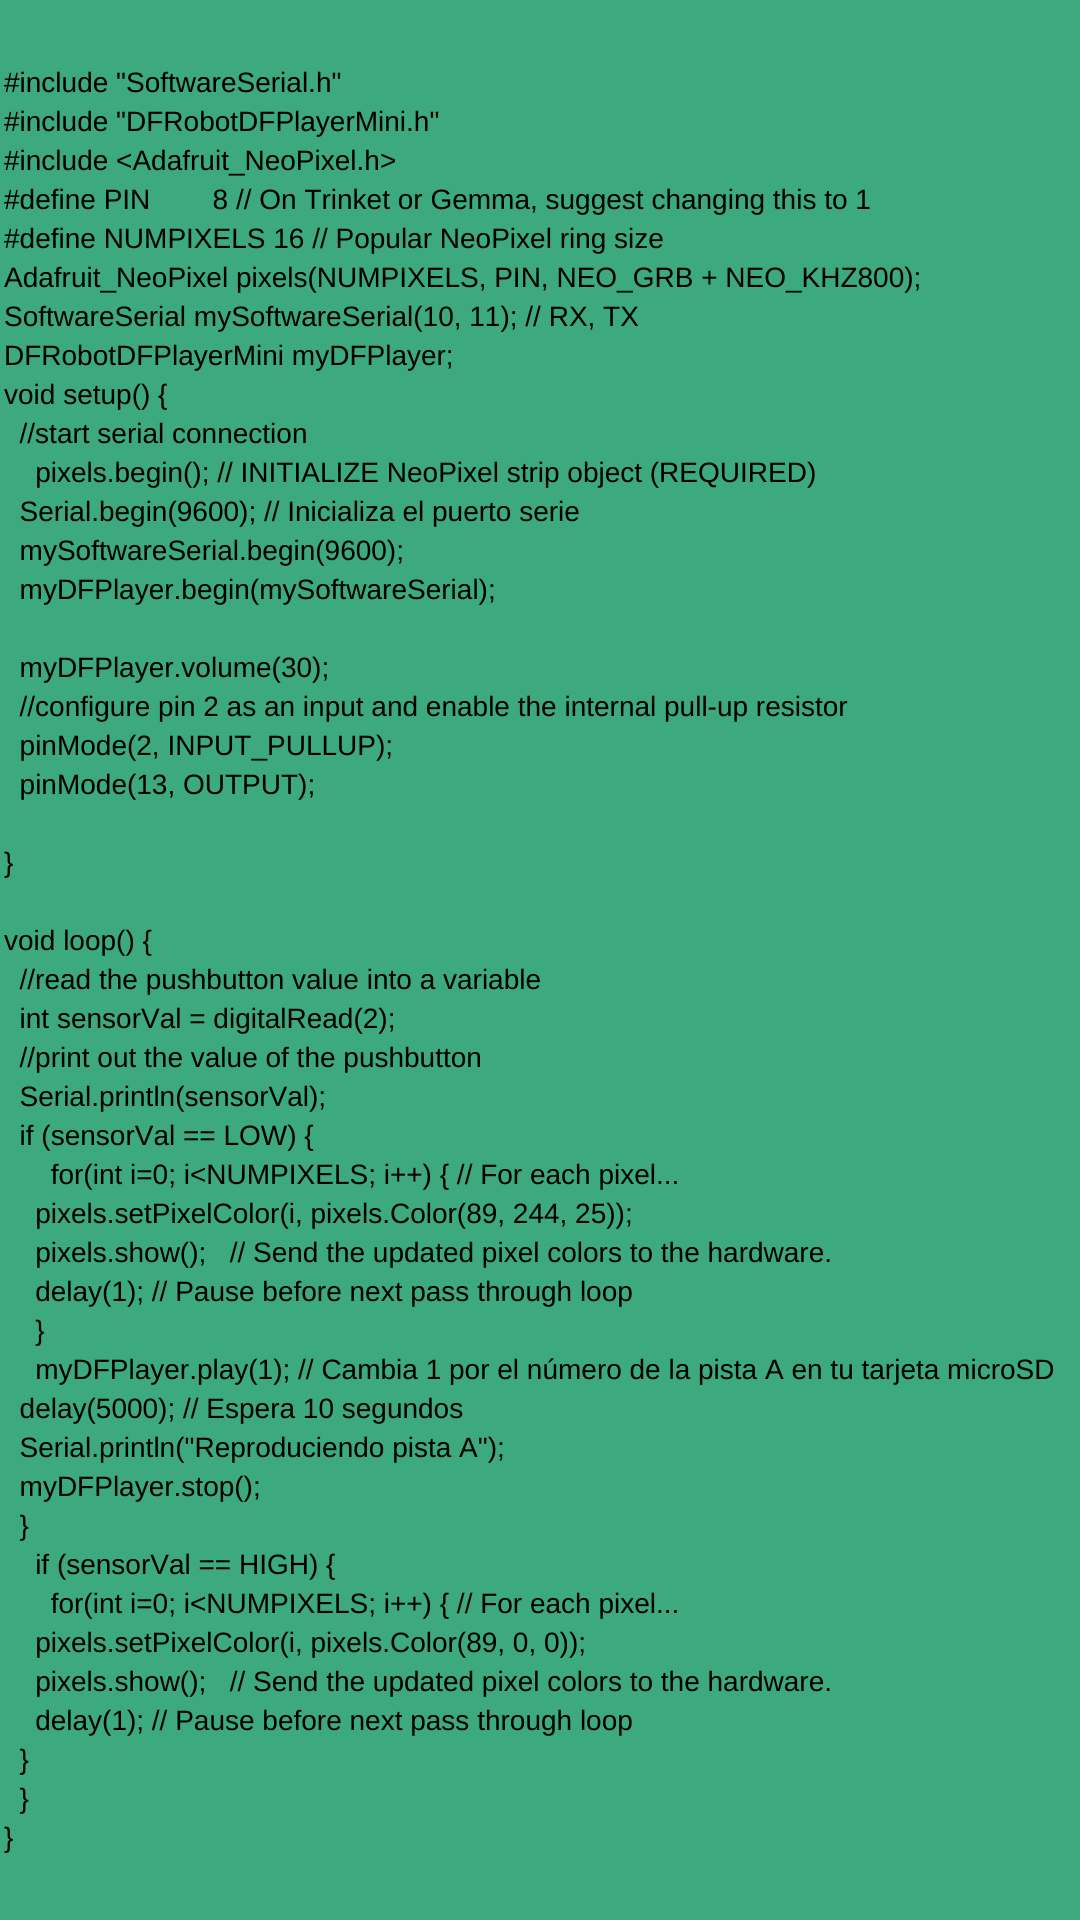 #include "SoftwareSerial.h"
#include "DFRobotDFPlayerMini.h"
#include <Adafruit_NeoPixel.h>
#define PIN        8 // On Trinket or Gemma, suggest changing this to 1
#define NUMPIXELS 16 // Popular NeoPixel ring size
Adafruit_NeoPixel pixels(NUMPIXELS, PIN, NEO_GRB + NEO_KHZ800);
SoftwareSerial mySoftwareSerial(10, 11); // RX, TX
DFRobotDFPlayerMini myDFPlayer;
void setup() {
  //start serial connection
    pixels.begin(); // INITIALIZE NeoPixel strip object (REQUIRED)
  Serial.begin(9600); // Inicializa el puerto serie
  mySoftwareSerial.begin(9600);
  myDFPlayer.begin(mySoftwareSerial);

  myDFPlayer.volume(30);
  //configure pin 2 as an input and enable the internal pull-up resistor
  pinMode(2, INPUT_PULLUP);
  pinMode(13, OUTPUT);

}

void loop() {
  //read the pushbutton value into a variable
  int sensorVal = digitalRead(2);
  //print out the value of the pushbutton
  Serial.println(sensorVal);
  if (sensorVal == LOW) {
      for(int i=0; i<NUMPIXELS; i++) { // For each pixel...
    pixels.setPixelColor(i, pixels.Color(89, 244, 25));
    pixels.show();   // Send the updated pixel colors to the hardware.
    delay(1); // Pause before next pass through loop
    }
    myDFPlayer.play(1); // Cambia 1 por el número de la pista A en tu tarjeta microSD
  delay(5000); // Espera 10 segundos
  Serial.println("Reproduciendo pista A");
  myDFPlayer.stop();
  }
    if (sensorVal == HIGH) {
      for(int i=0; i<NUMPIXELS; i++) { // For each pixel...
    pixels.setPixelColor(i, pixels.Color(89, 0, 0));
    pixels.show();   // Send the updated pixel colors to the hardware.
    delay(1); // Pause before next pass through loop
  }
  }
}